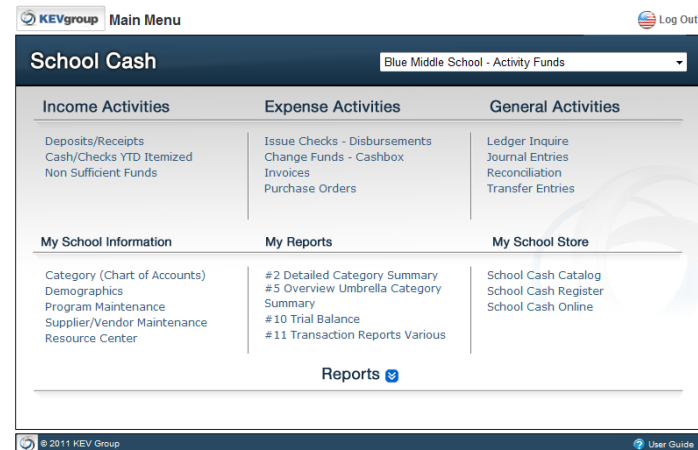 KEVgroup Main Menu Log Out
School Cash Blue Middle School - Activity Funds
Income Activities
Deposits/Receipts
Cash/Checks YTD Itemized
Non Sufficient Funds
Expense Activities
Issue Checks - Disbursements
Change Funds - Cashbox
Invoices
Purchase Orders
General Activities
Ledger Inquire
Journal Entries
Reconciliation
Transfer Entries
My School Information
Category (Chart of Accounts)
Demographics
Program Maintenance
Supplier/Vendor Maintenance
Resource Center
My Reports
#2 Detailed Category Summary
#5 Overview Umbrella Category
Summary
#10 Trial Balance
#11 Transaction Reports Various
My School Store
School Cash Catalog
School Cash Register
School Cash Online
Reports
© 2011 KEV Group User Guide